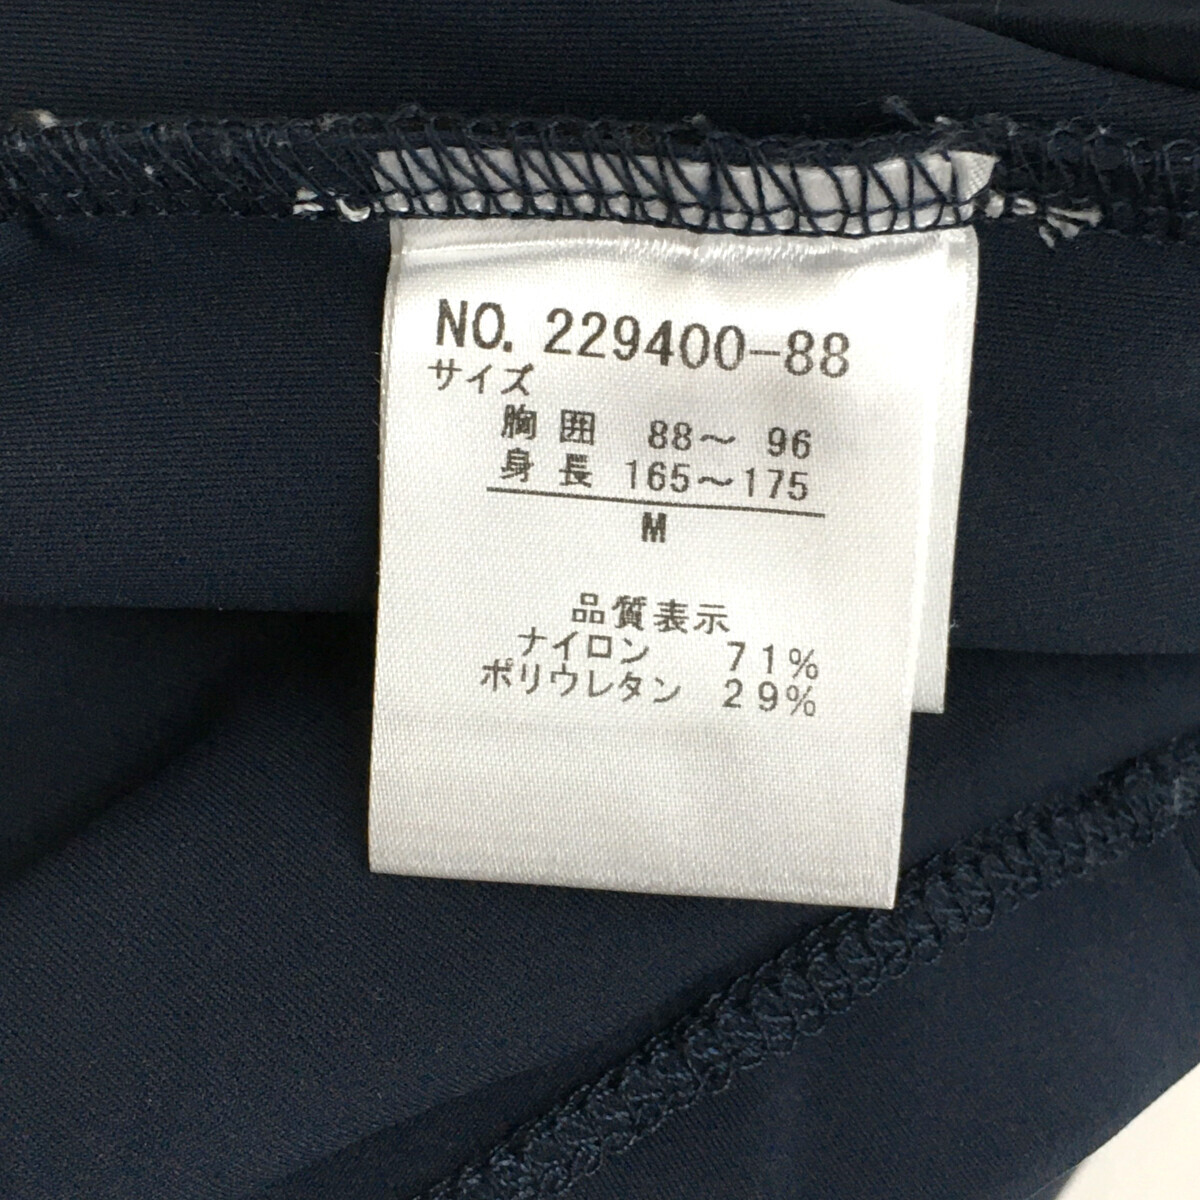 NO. 229400-88
サイズ
胸囲 88～ 96
身長 165～175
M
品質表示
ナイロン 71%
ポリウレタン 29%